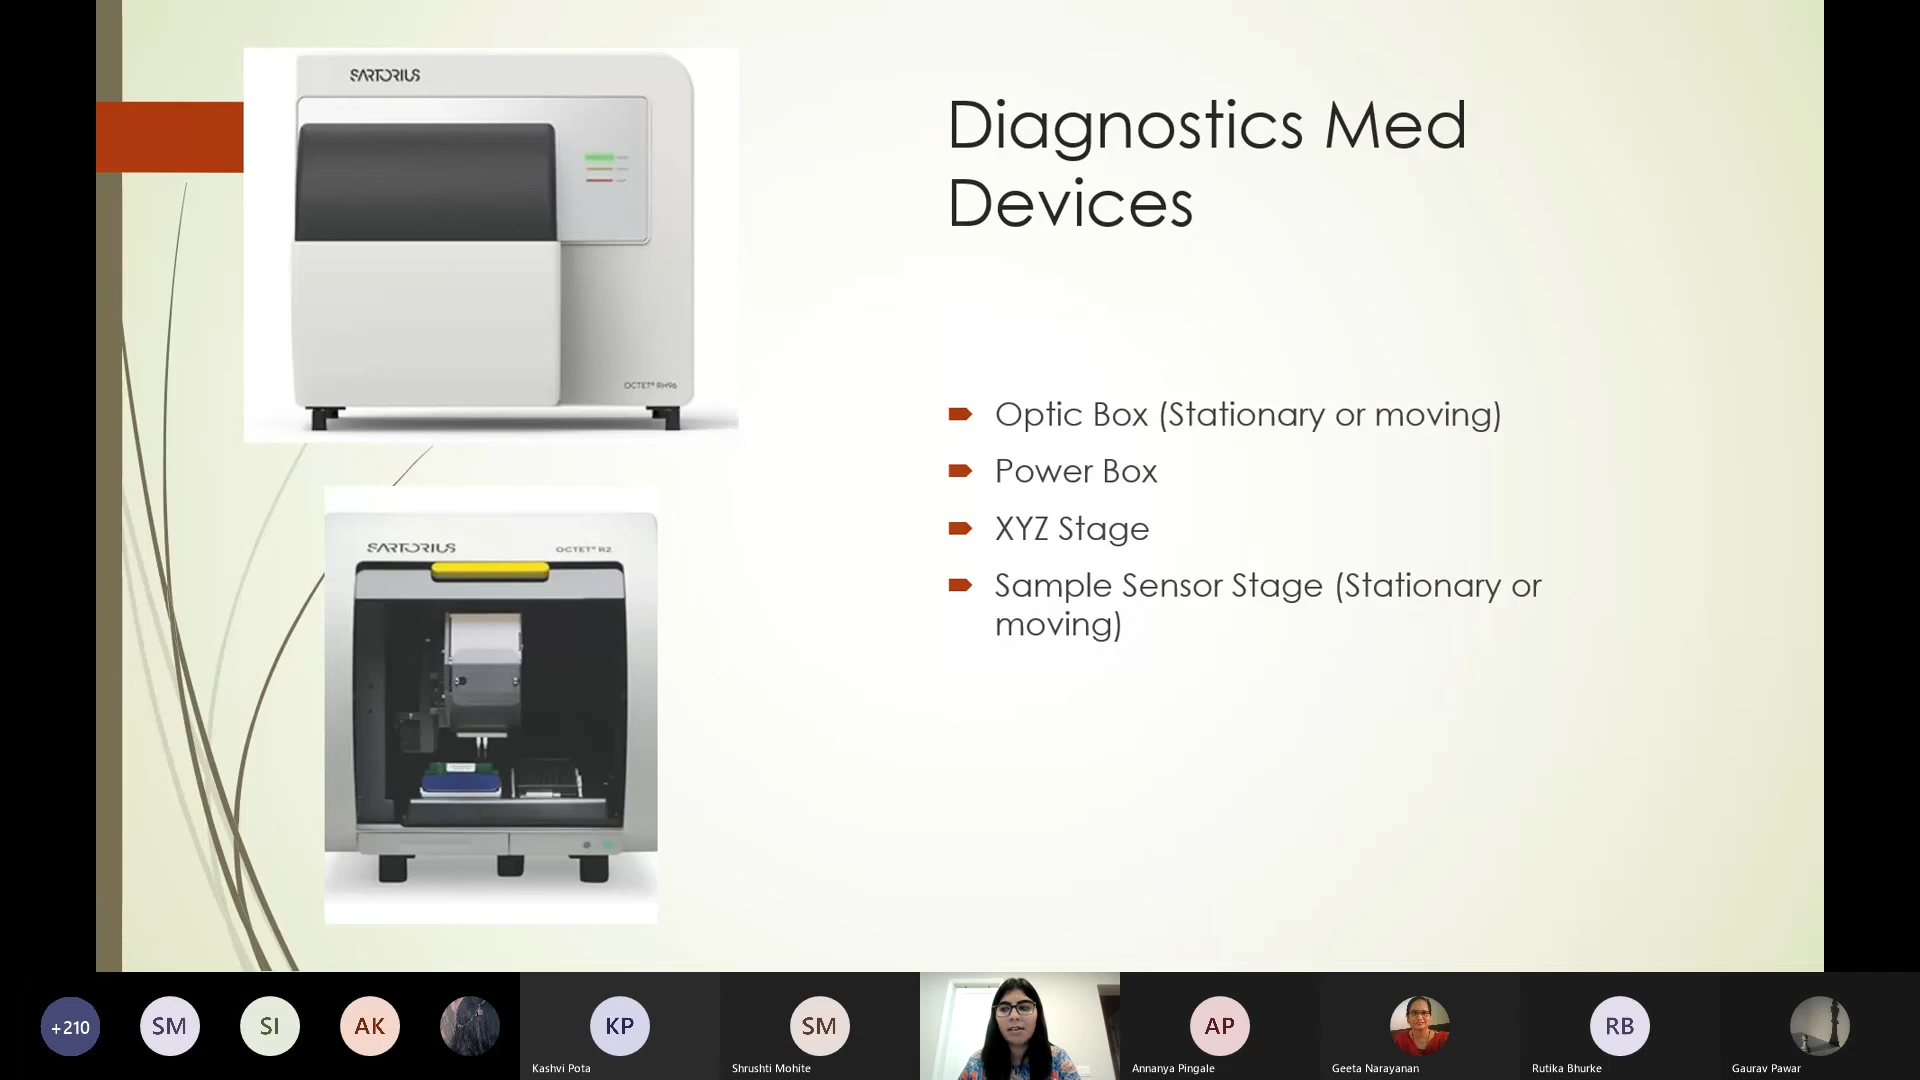 SARTORIUS
OCTET® RH96
SARTORIUS
OCTET® R2
Diagnostics Med
Devices
Optic Box (Stationary or moving)
Power Box
XYZ Stage
Sample Sensor Stage (Stationary or
moving)
+210
SM
SI
AK
KP
Kashvi Pota
SM
Shrushti Mohite
AP
Annanya Pingale
Geeta Narayanan
RB
Rutika Bhurke
Gaurav Pawar